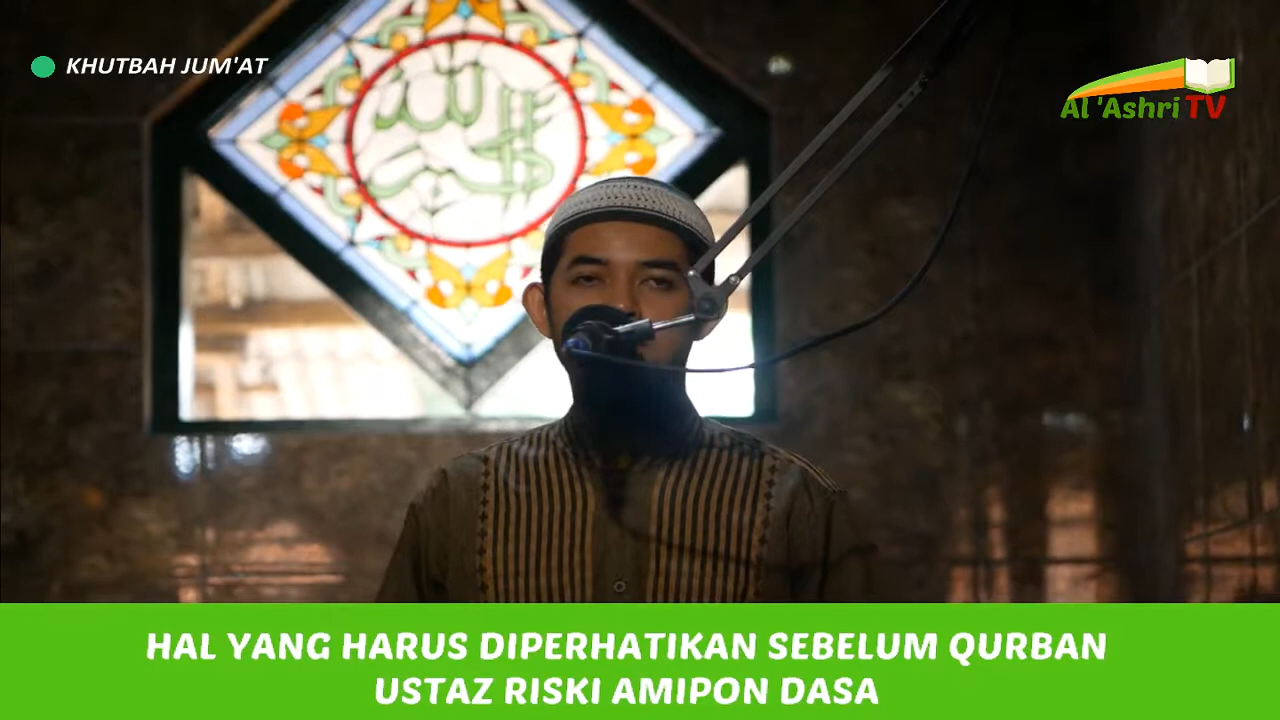 KHUTBAH JUM'AT
Al 'Ashri TV
HAL YANG HARUS DIPERHATIKAN SEBELUM QURBAN
USTAZ RISKI AMIPON DASA